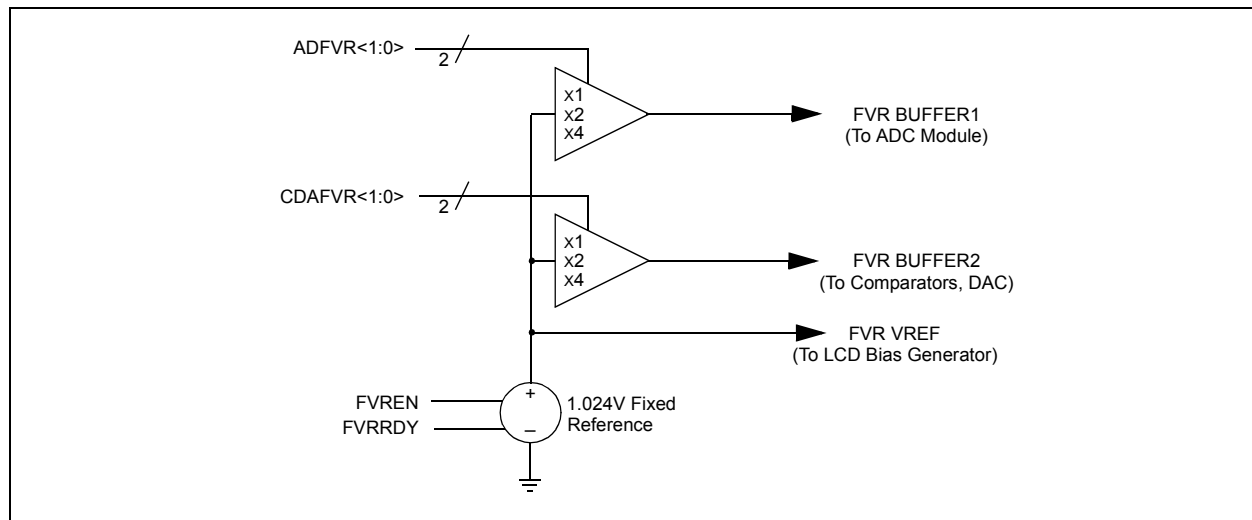 ADFVR<1:0>
2
X1
X2
X4
FVR BUFFER1
(To ADC Module)
CDAFVR<1:0>
2
X1
X2
X4
FVR BUFFER2
(To Comparators, DAC)
FVR VREF
(To LCD Bias Generator)
FVREN
FVRRDY
+
–
1.024V Fixed
Reference